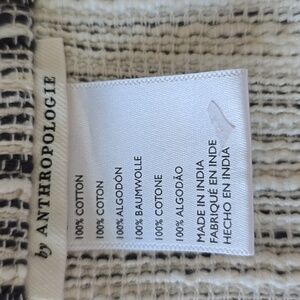 by ANTHROPOLOGIE
100% COTTON
100% COTON
100% ALGODON
100% BAUMWOLLE
100% COTONE
100% ALGODÃO
MADE IN INDIA
FABRIQUÉ EN INDE
HECHO EN INDIA